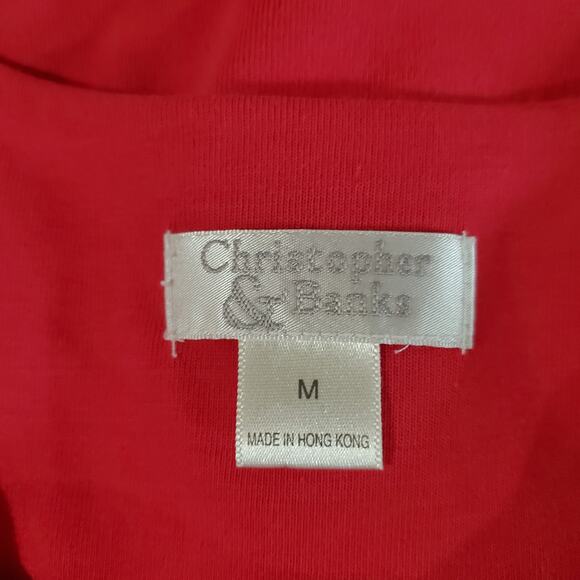 Christopher
& Banks
M
MADE IN HONG KONG